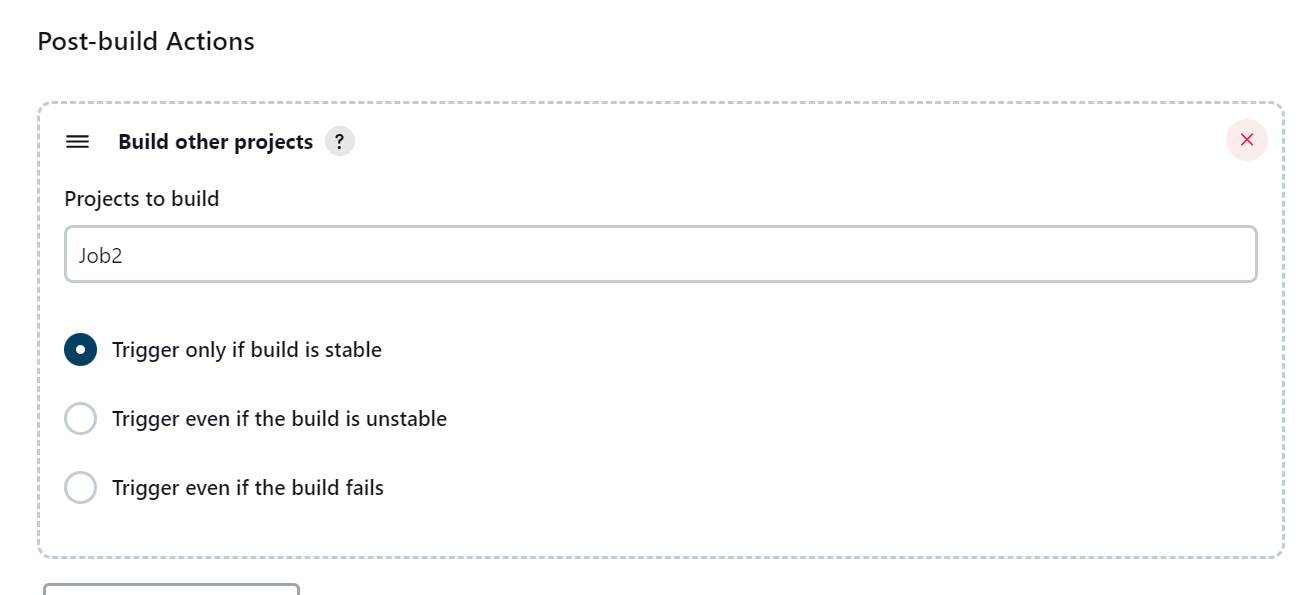 Post-build Actions
Build other projects ?
Projects to build
Job2
Trigger only if build is stable
Trigger even if the build is unstable
Trigger even if the build fails